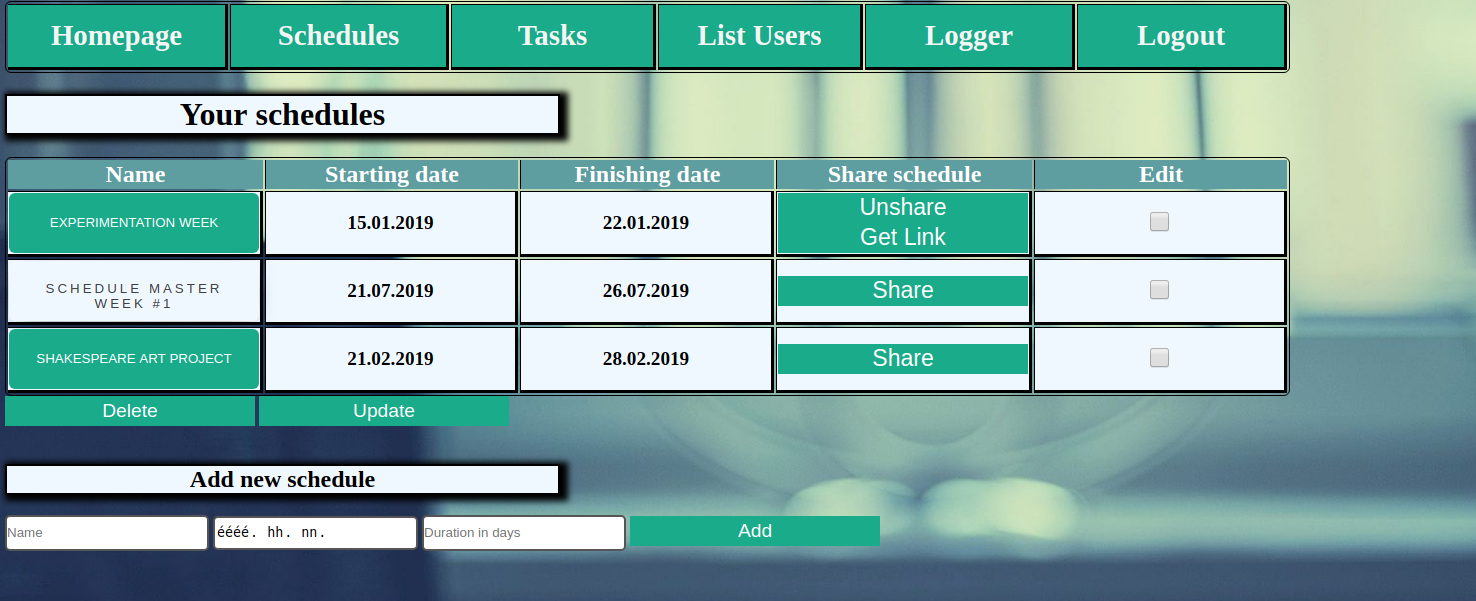 Homepage Schedules Tasks List Users Logger Logout
Your schedules
Name Starting date Finishing date Share schedule Edit
EXPERIMENTATION WEEK 15.01.2019 22.01.2019 Unshare
Get Link
SCHEDULE MASTER
WEEK #1 21.07.2019 26.07.2019 Share
SHAKESPEARE ART PROJECT 21.02.2019 28.02.2019 Share
Delete Update
Add new schedule
Name éééé. hh. nn. Duration in days Add